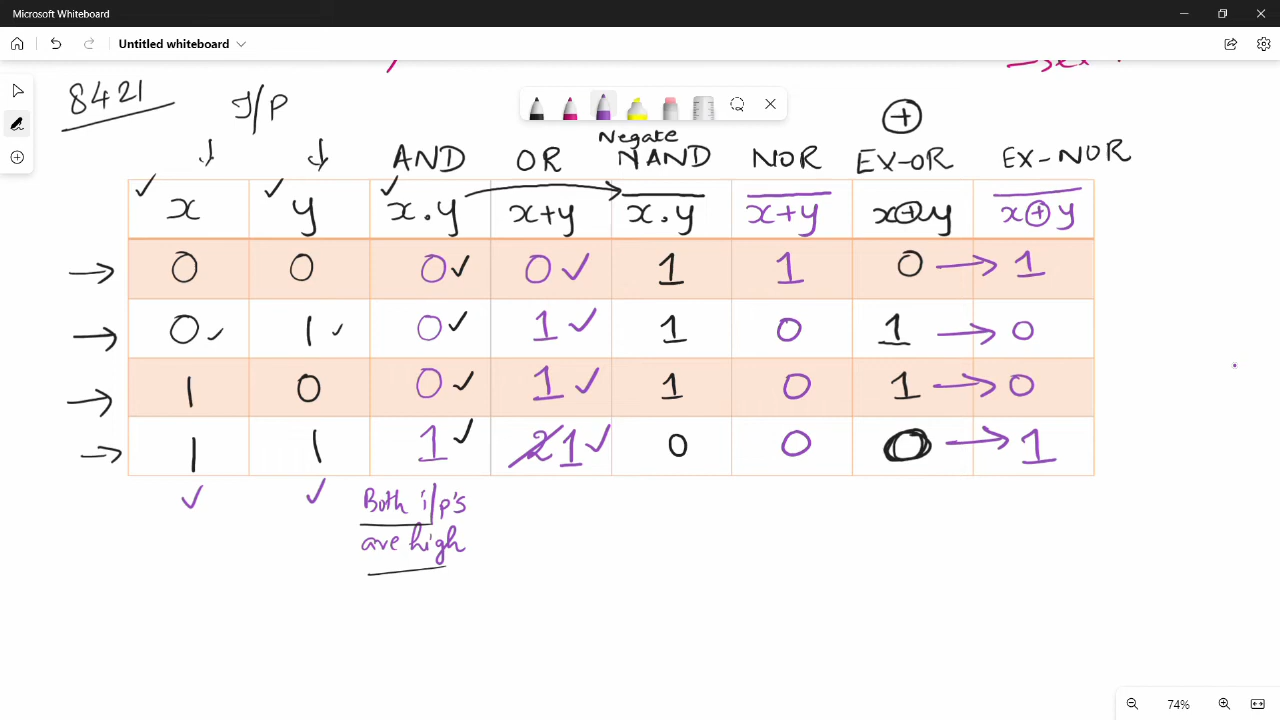 Microsoft Whiteboard
Untitled whiteboard
8421
I/P
Negate
AND OR NAND NOR EX-OR EX-NOR
x y x.y x+y x.y x+y x⊕y x⊕y
0 0 0 0 1 1 0 1
0 1 0 1 1 0 1 0
1 0 0 1 1 0 1 0
1 1 1 21 0 0 0 1
Both i/p's
are high
74%